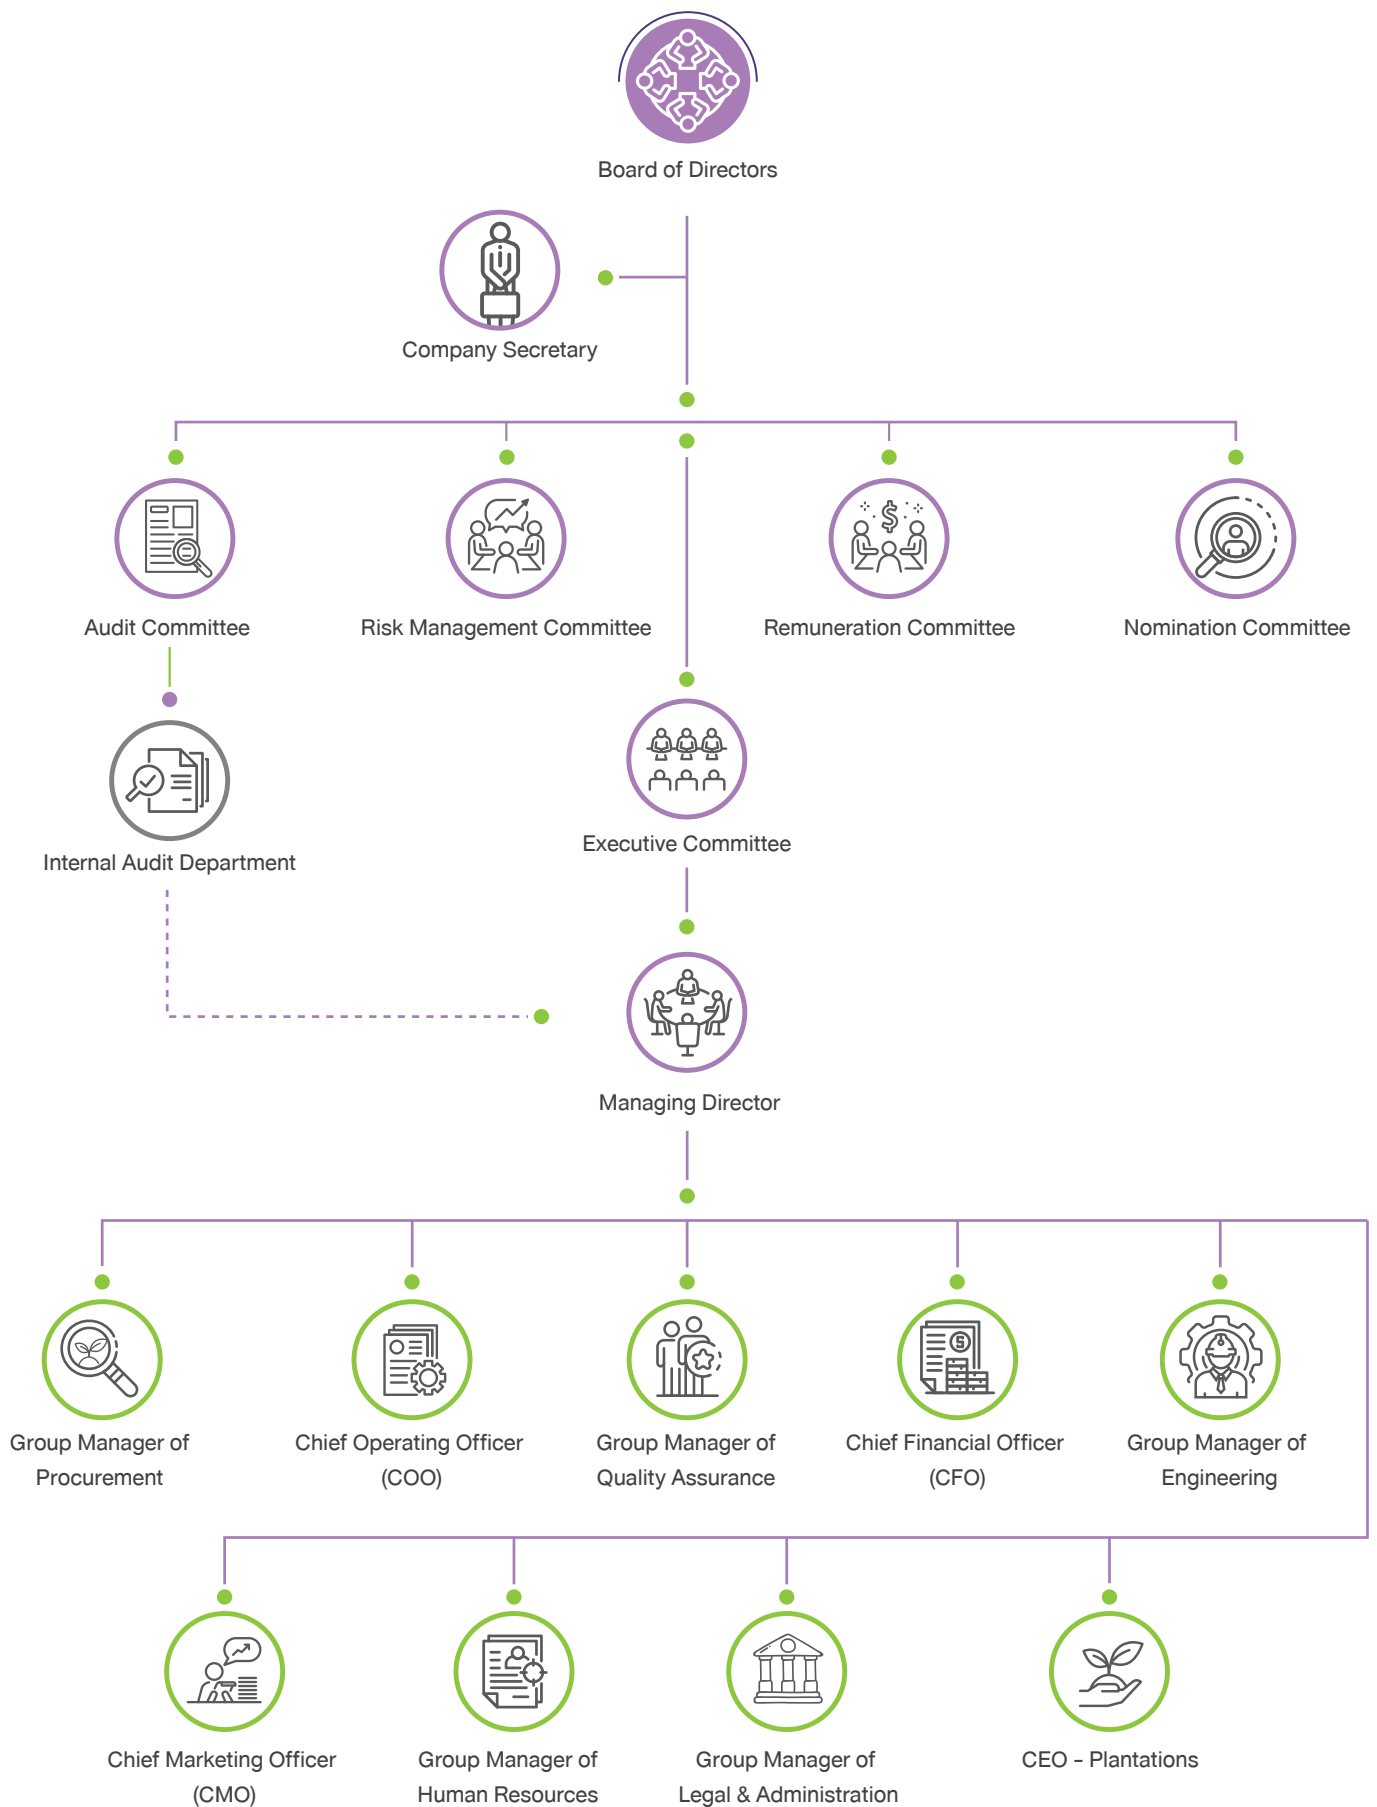 Board of Directors
Company Secretary
Audit Committee
Risk Management Committee
Remuneration Committee
Nomination Committee
Internal Audit Department
Executive Committee
Managing Director
Group Manager of
Procurement
Chief Operating Officer
(COO)
Group Manager of
Quality Assurance
Chief Financial Officer
(CFO)
Group Manager of
Engineering
Chief Marketing Officer
(CMO)
Group Manager of
Human Resources
Group Manager of
Legal & Administration
CEO – Plantations